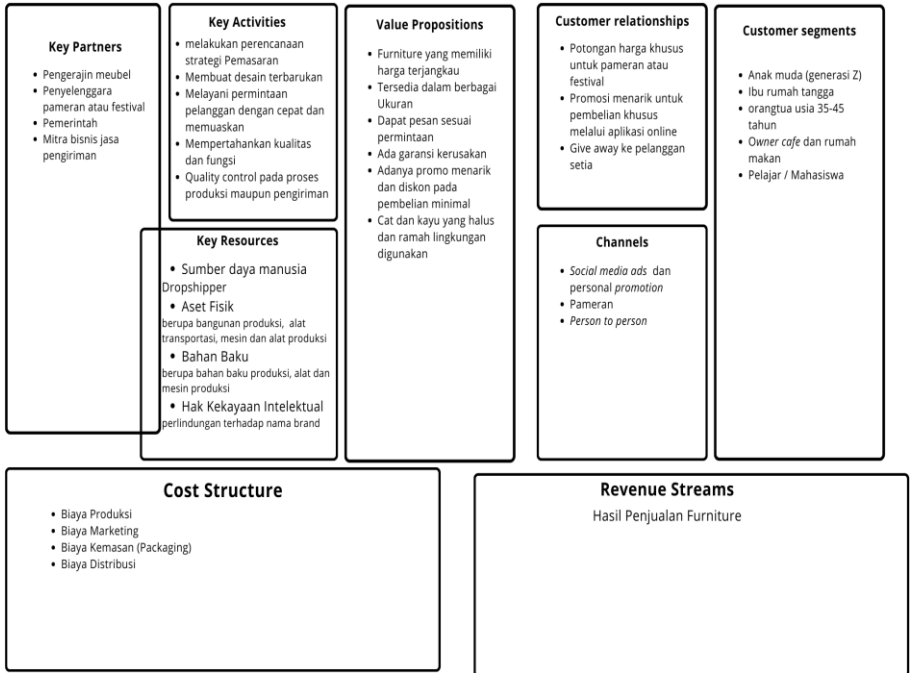 Key Partners
• Pengerajin meubel
• Penyelenggara
pameran atau festival
• Pemerintah
• Mitra bisnis jasa
pengiriman
Key Activities
• melakukan perencanaan
strategi Pemasaran
• Membuat desain terbarukan
• Melayani permintaan
pelanggan dengan cepat dan
memuaskan
• Mempertahankan kualitas
dan fungsi
• Quality control pada proses
produksi maupun pengiriman
Key Resources
• Sumber daya manusia
Dropshipper
• Aset Fisik
berupa bangunan produksi, alat
transportasi, mesin dan alat produksi
• Bahan Baku
berupa bahan baku produksi, alat dan
mesin produksi
• Hak Kekayaan Intelektual
perlindungan terhadap nama brand
Value Propositions
• Furniture yang memiliki
harga terjangkau
• Tersedia dalam berbagai
Ukuran
• Dapat pesan sesuai
permintaan
• Ada garansi kerusakan
• Adanya promo menarik
dan diskon pada
pembelian minimal
• Cat dan kayu yang halus
dan ramah lingkungan
digunakan
Customer relationships
• Potongan harga khusus
untuk pameran atau
festival
• Promosi menarik untuk
pembelian khusus
melalui aplikasi online
• Give away ke pelanggan
setia
Channels
• Social media ads dan
personal promotion
• Pameran
• Person to person
Customer segments
• Anak muda (generasi Z)
• Ibu rumah tangga
• orangtua usia 35-45
tahun
• Owner cafe dan rumah
makan
• Pelajar / Mahasiswa
Cost Structure
• Biaya Produksi
• Biaya Marketing
• Biaya Kemasan (Packaging)
• Biaya Distribusi
Revenue Streams
Hasil Penjualan Furniture